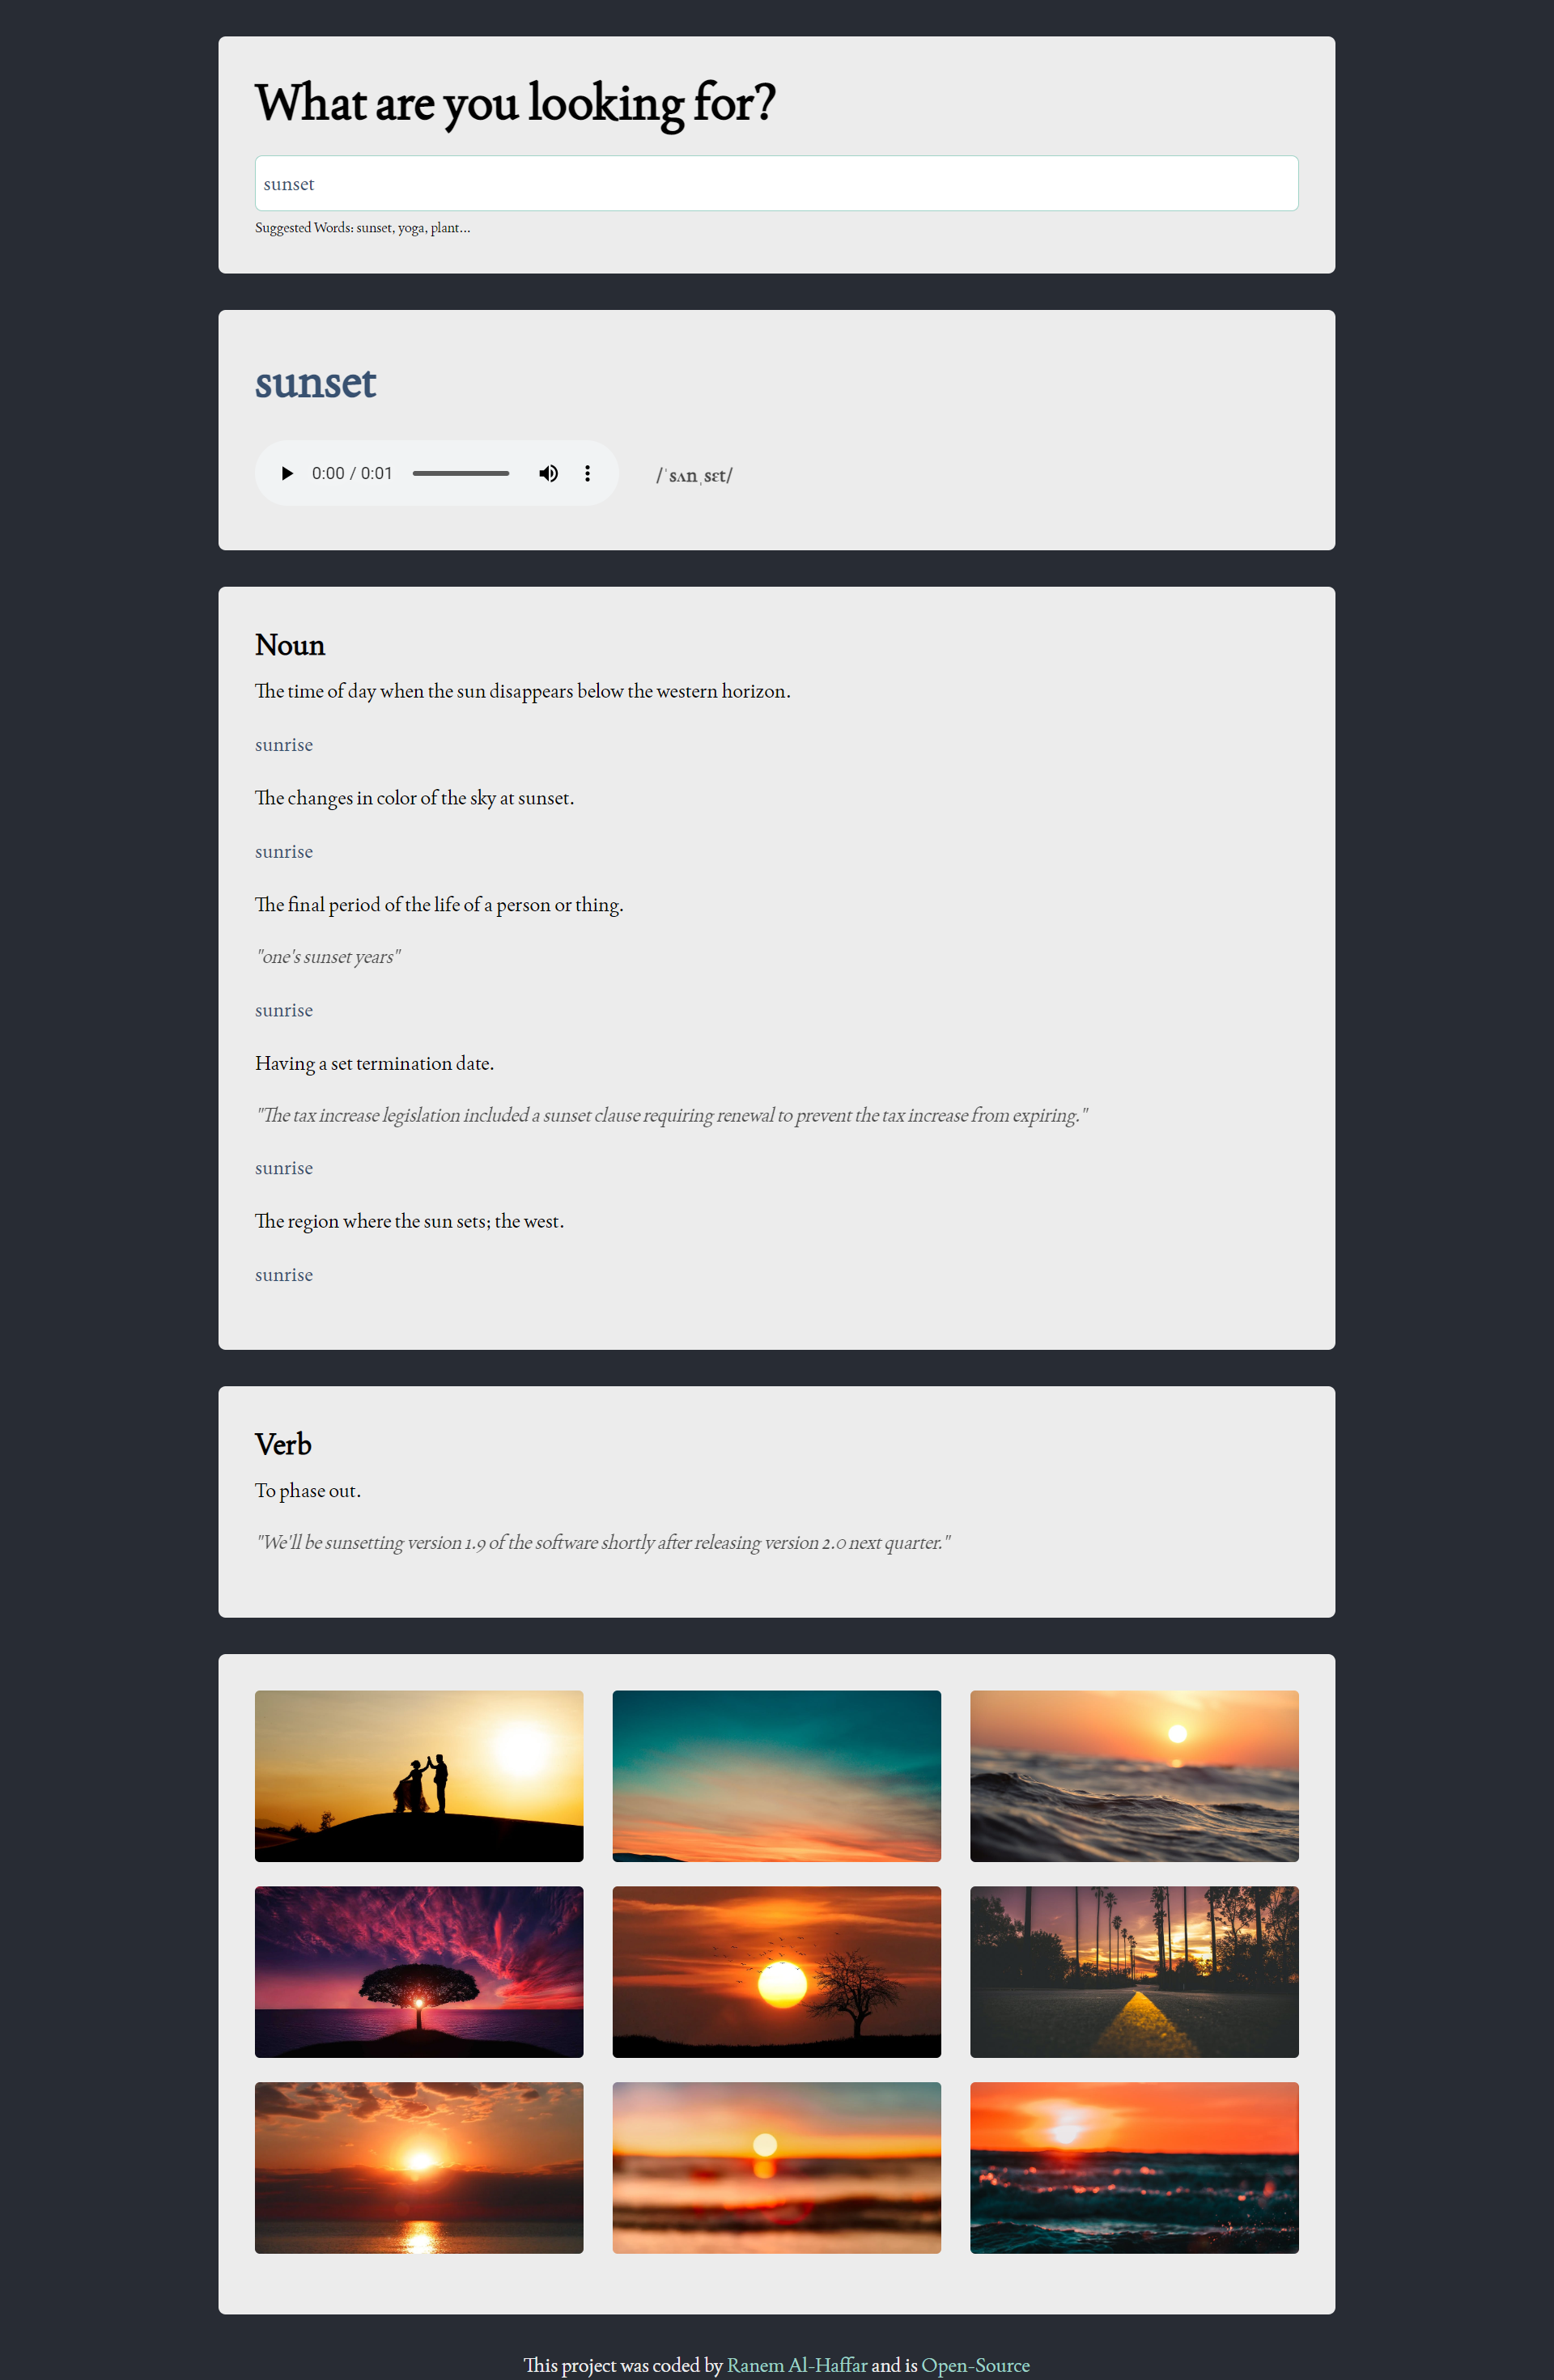 What are you looking for?
sunset
Suggested Words: sunset, yoga, plant...
sunset
0:00 / 0:01
/ˈsʌnˌsɛt/
Noun
The time of day when the sun disappears below the western horizon.
sunrise
The changes in color of the sky at sunset.
sunrise
The final period of the life of a person or thing.
"one's sunset years"
sunrise
Having a set termination date.
"The tax increase legislation included a sunset clause requiring renewal to prevent the tax increase from expiring."
sunrise
The region where the sun sets; the west.
sunrise
Verb
To phase out.
"We'll be sunsetting version 1.9 of the software shortly after releasing version 2.0 next quarter."
This project was coded by Ranem Al-Haffar and is Open-Source